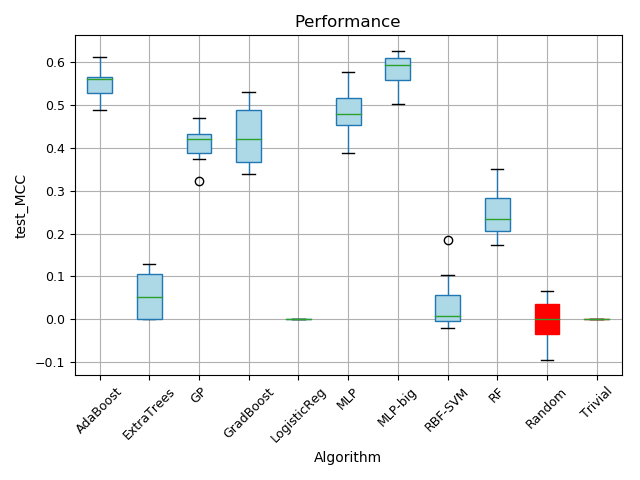 Performance
test_MCC
0.6
0.5
0.4
0.3
0.2
0.1
0.0
−0.1
AdaBoost
ExtraTrees
GP
GradBoost
LogisticReg
MLP
MLP-big
RBF-SVM
RF
Random
Trivial
Algorithm